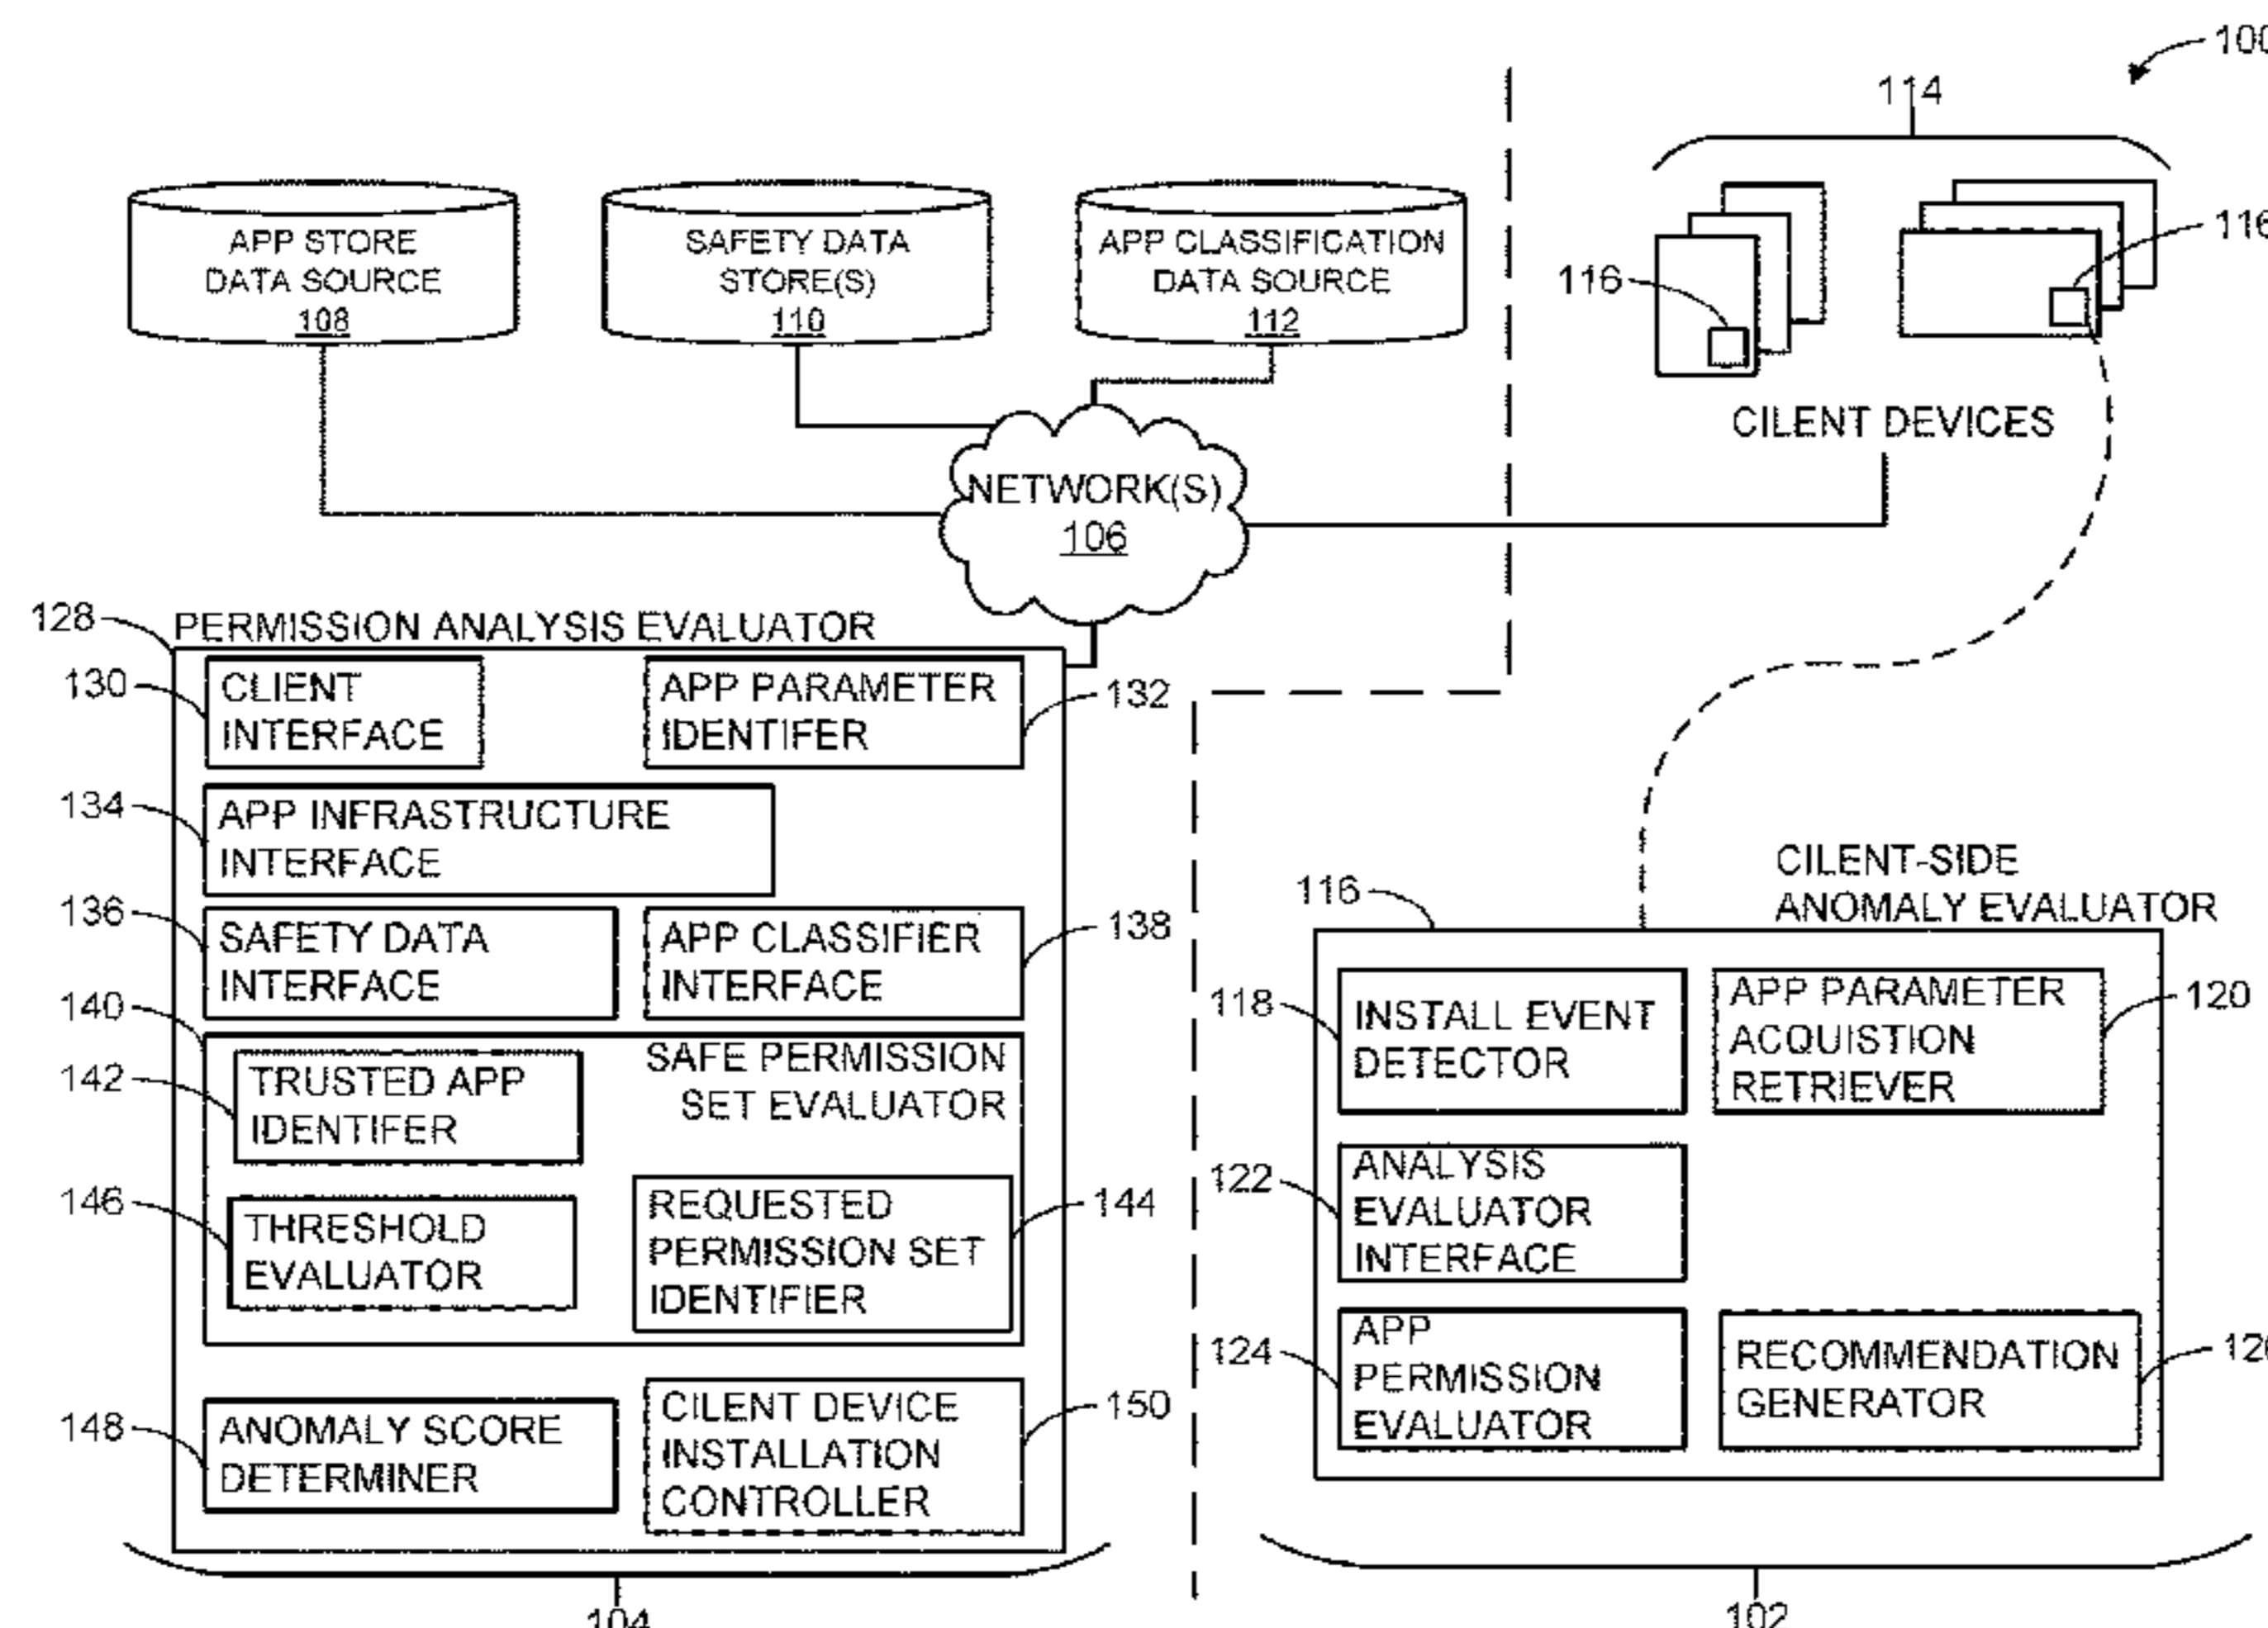 100
114
APP STORE
DATA SOURCE
108
SAFETY DATA
STORE(S)
110
APP CLASSIFICATION
DATA SOURCE
112
116
116
CILENT DEVICES
NETWORK(S)
106
128
PERMISSION ANALYSIS EVALUATOR
130
CLIENT
INTERFACE
APP PARAMETER
IDENTIFER
132
134
APP INFRASTRUCTURE
INTERFACE
136
SAFETY DATA
INTERFACE
APP CLASSIFIER
INTERFACE
138
140
SAFE PERMISSION
SET EVALUATOR
142
TRUSTED APP
IDENTIFER
146
THRESHOLD
EVALUATOR
REQUESTED
PERMISSION SET
IDENTIFIER
144
148
ANOMALY SCORE
DETERMINER
CILENT DEVICE
INSTALLATION
CONTROLLER
150
104
CILENT-SIDE
ANOMALY EVALUATOR
116
118
INSTALL EVENT
DETECTOR
APP PARAMETER
ACQUISTION
RETRIEVER
120
122
ANALYSIS
EVALUATOR
INTERFACE
124
APP
PERMISSION
EVALUATOR
RECOMMENDATION
GENERATOR
126
102